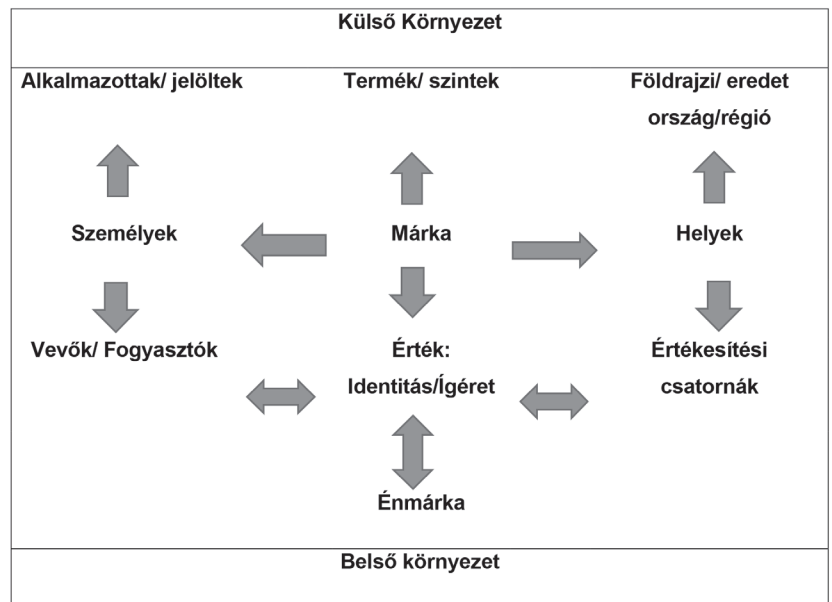 Külső Környezet
Alkalmazottak/ jelöltek
Termék/ szintek
Földrajzi/ eredet
ország/régió
Személyek
Márka
Helyek
Vevők/ Fogyasztók
Érték:
Identitás/Ígéret
Értékesítési
csatornák
Énmárka
Belső környezet